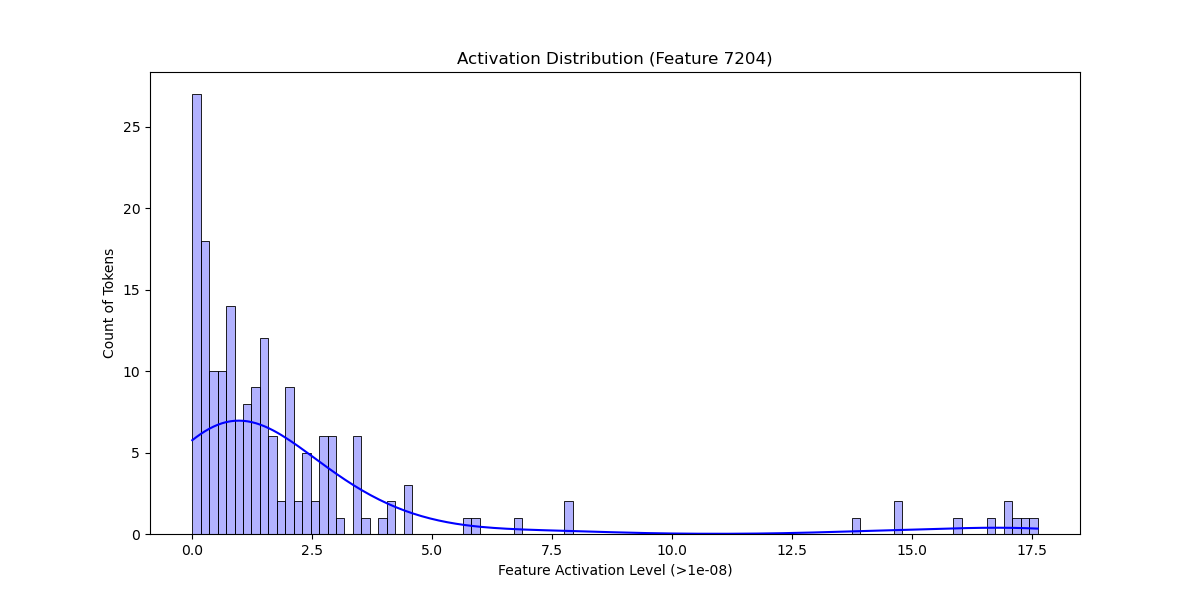 Activation Distribution (Feature 7204)
25
20
15
10
5
0
Count of Tokens
0.0 2.5 5.0 7.5 10.0 12.5 15.0 17.5
Feature Activation Level (>1e-08)